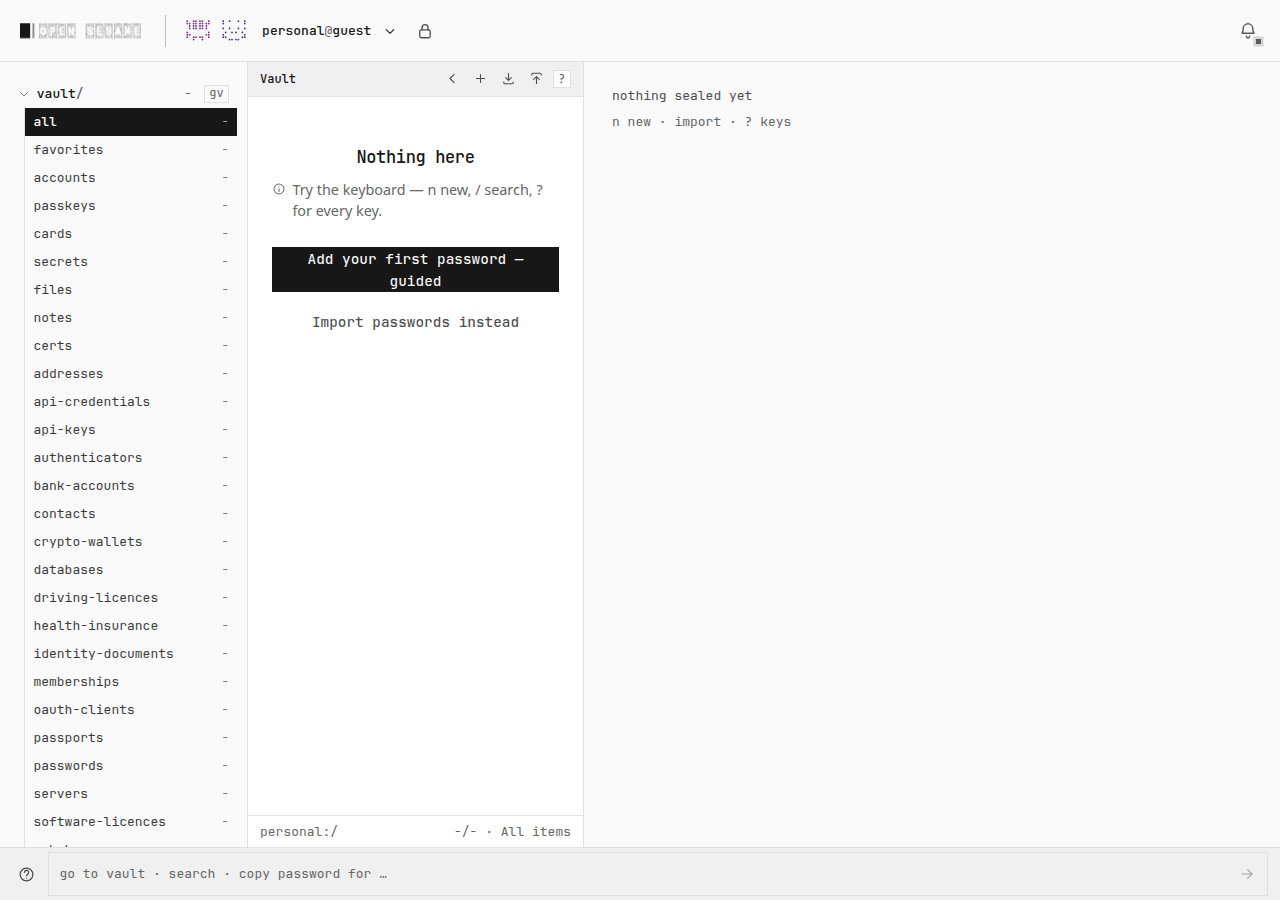 OPEN SESAME
personal@guest
vault/ - gv
all -
favorites -
accounts -
passkeys -
cards -
secrets -
files -
notes -
certs -
addresses -
api-credentials -
api-keys -
authenticators -
bank-accounts -
contacts -
crypto-wallets -
databases -
driving-licences -
health-insurance -
identity-documents -
memberships -
oauth-clients -
passports -
passwords -
servers -
software-licences -
Vault ?
Nothing here
Try the keyboard — n new, / search, ?
for every key.
Add your first password —
guided
Import passwords instead
personal:/ -/- · All items
nothing sealed yet
n new · import · ? keys
go to vault · search · copy password for …